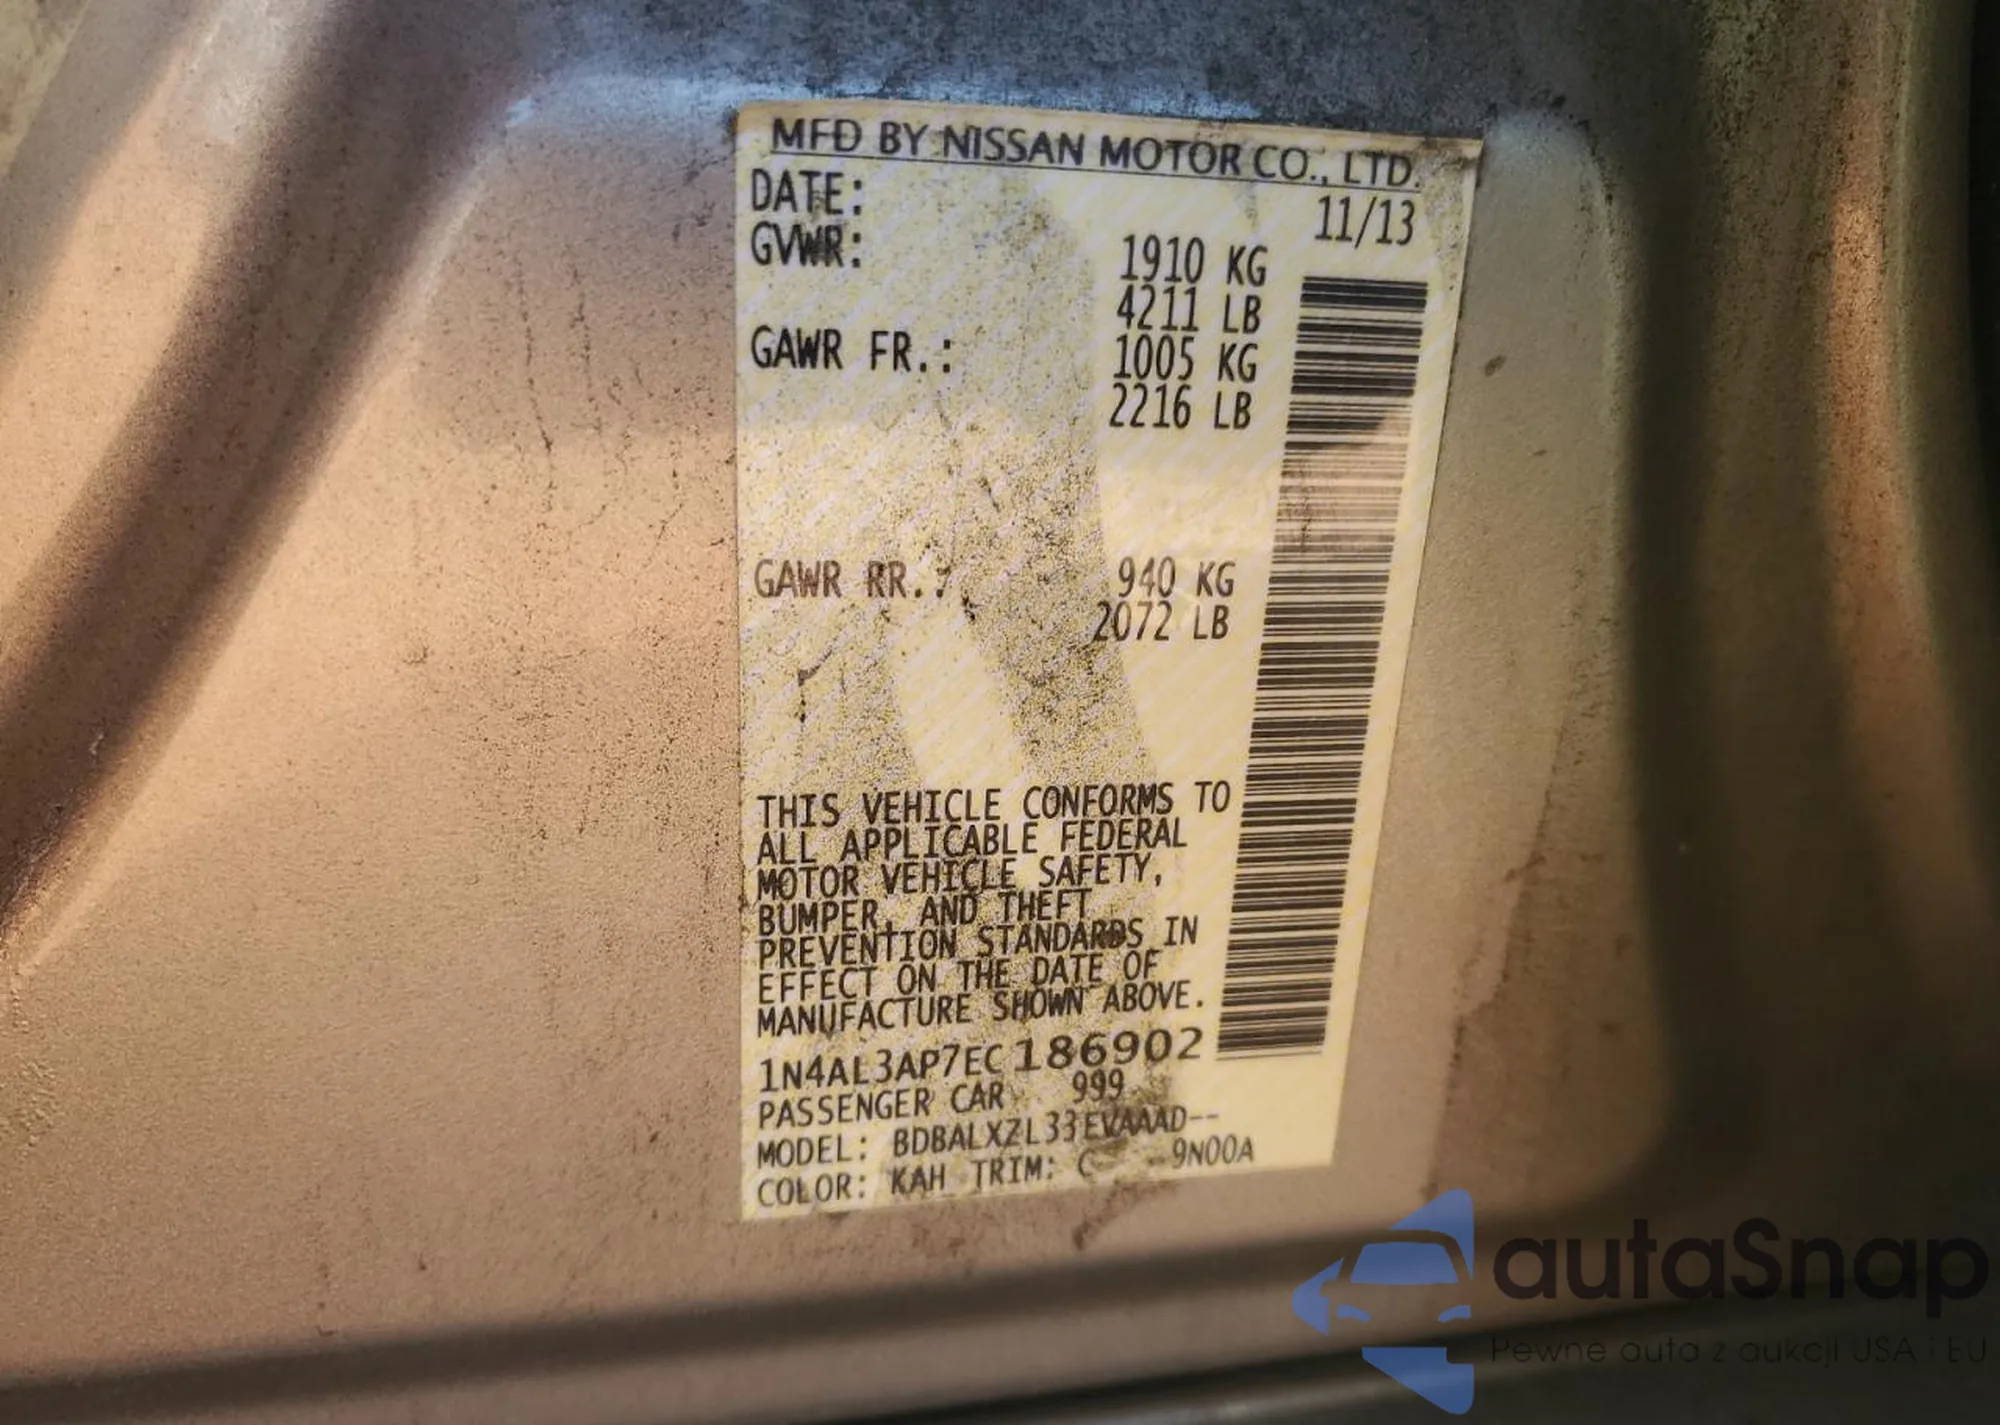 MFD BY NISSAN MOTOR CO., LTD.
DATE: 11/13
GVWR: 1910 KG
4211 LB
GAWR FR.: 1005 KG
2216 LB
GAWR RR.: 940 KG
2072 LB
THIS VEHICLE CONFORMS TO
ALL APPLICABLE FEDERAL
MOTOR VEHICLE SAFETY,
BUMPER, AND THEFT
PREVENTION STANDARDS IN
EFFECT ON THE DATE OF
MANUFACTURE SHOWN ABOVE.
1N4AL3AP7EC186902
PASSENGER CAR 999
MODEL: BDBALXZL33EVAAAD--
COLOR: KAH TRIM: C 9N00A
autaSnap
Pewne auta z aukcji USA i EU